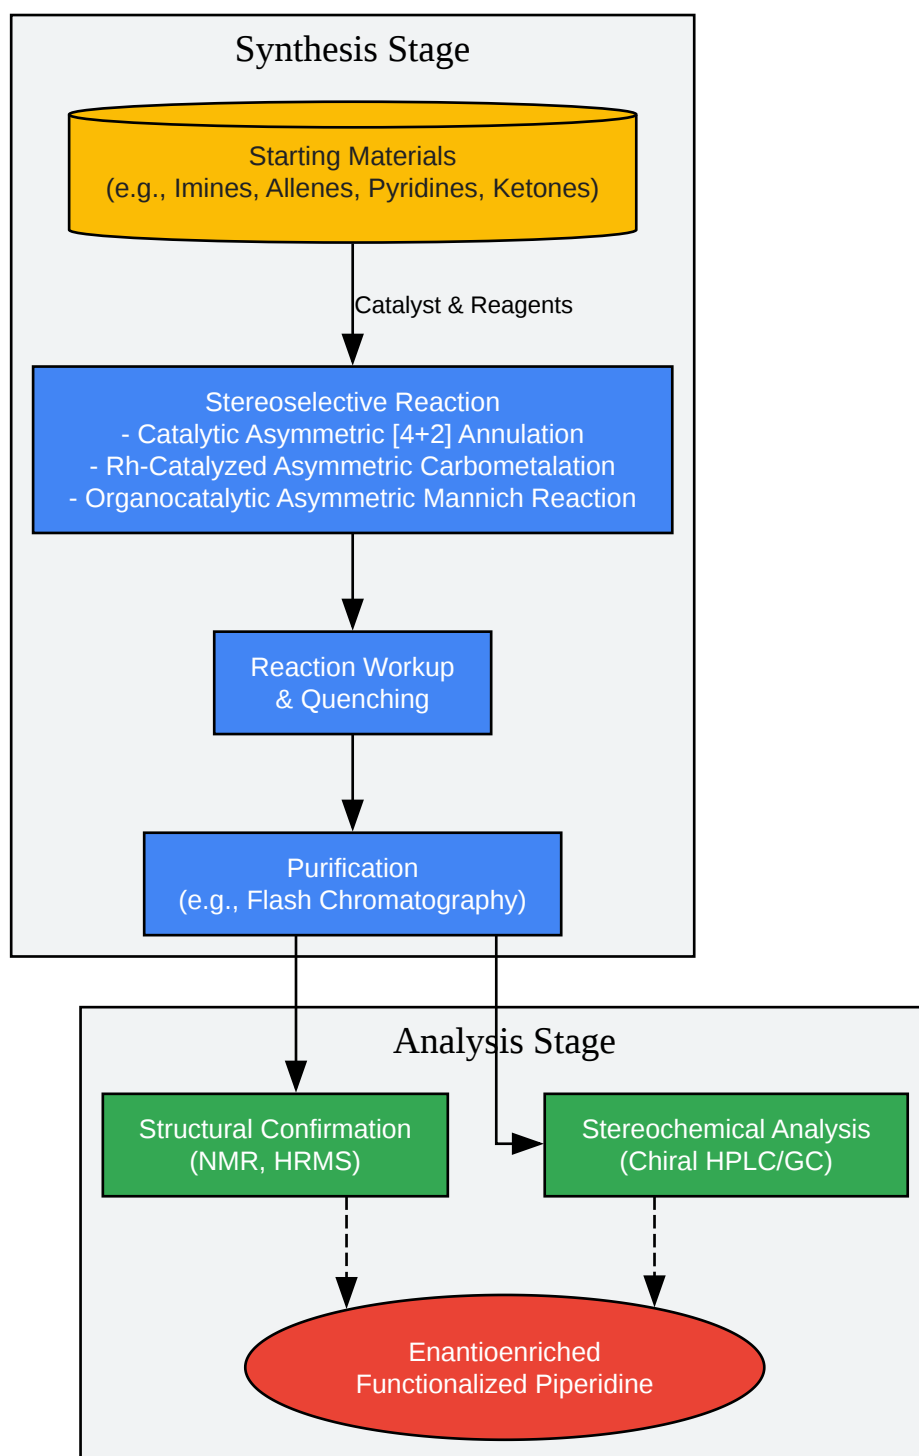 Synthesis Stage
Starting Materials
(e.g., Imines, Allenes, Pyridines, Ketones)
Catalyst & Reagents
Stereoselective Reaction
- Catalytic Asymmetric [4+2] Annulation
- Rh-Catalyzed Asymmetric Carbometalation
- Organocatalytic Asymmetric Mannich Reaction
Reaction Workup
& Quenching
Purification
(e.g., Flash Chromatography)
Analysis Stage
Structural Confirmation
(NMR, HRMS)
Stereochemical Analysis
(Chiral HPLC/GC)
Enantioenriched
Functionalized Piperidine